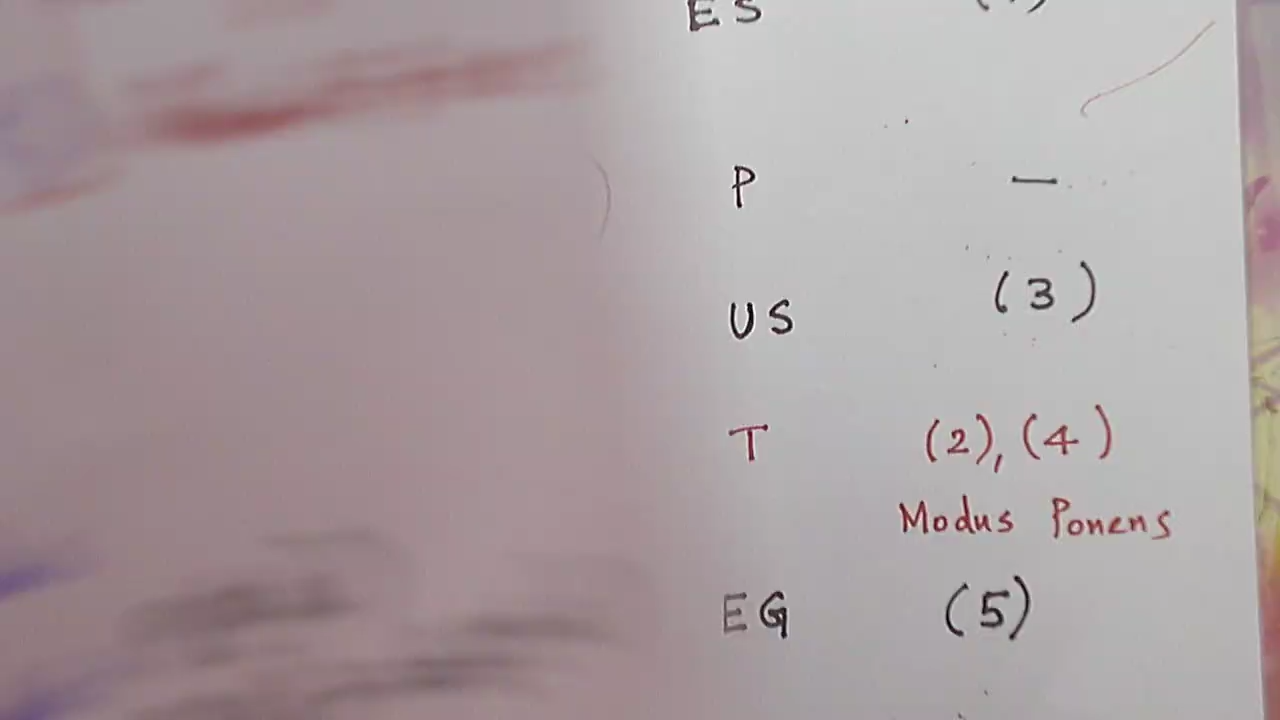 ES
P —
US (3)
T (2), (4)
Modus Ponens
EG (5)